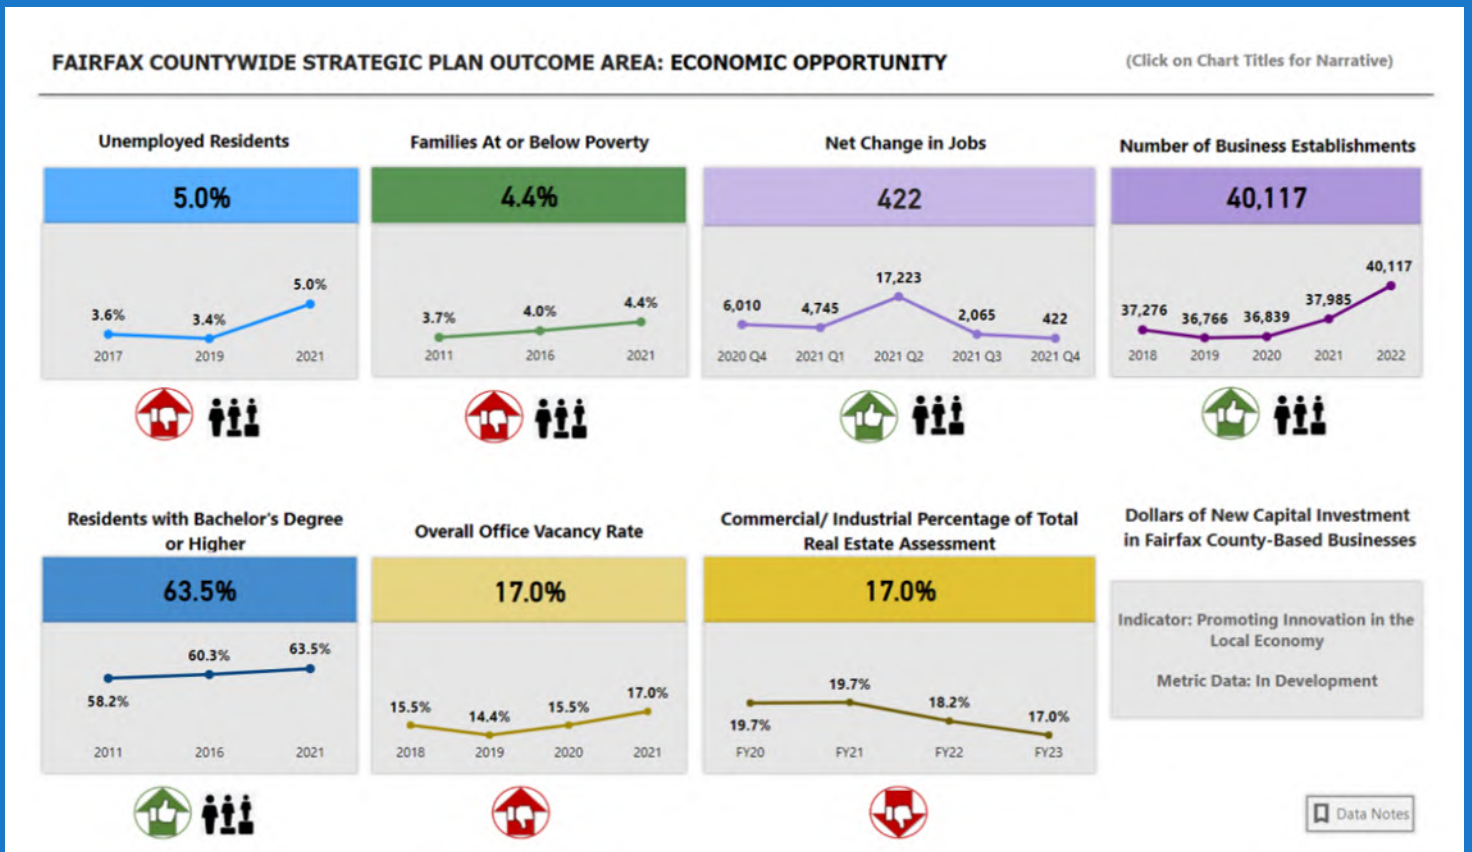 FAIRFAX COUNTYWIDE STRATEGIC PLAN OUTCOME AREA: ECONOMIC OPPORTUNITY
(Click on Chart Titles for Narrative)
Unemployed Residents
5.0%
3.6%
3.4%
5.0%
2017
2019
2021
Families At or Below Poverty
4.4%
3.7%
4.0%
4.4%
2011
2016
2021
Net Change in Jobs
422
6,010
4,745
17,223
2,065
422
2020 Q4
2021 Q1
2021 Q2
2021 Q3
2021 Q4
Number of Business Establishments
40,117
37,276
36,766
36,839
37,985
40,117
2018
2019
2020
2021
2022
Residents with Bachelor's Degree
or Higher
63.5%
58.2%
60.3%
63.5%
2011
2016
2021
Overall Office Vacancy Rate
17.0%
15.5%
14.4%
15.5%
17.0%
2018
2019
2020
2021
Commercial/ Industrial Percentage of Total
Real Estate Assessment
17.0%
19.7%
19.7%
18.2%
17.0%
FY20
FY21
FY22
FY23
Dollars of New Capital Investment
in Fairfax County-Based Businesses
Indicator: Promoting Innovation in the
Local Economy
Metric Data: In Development
Data Notes